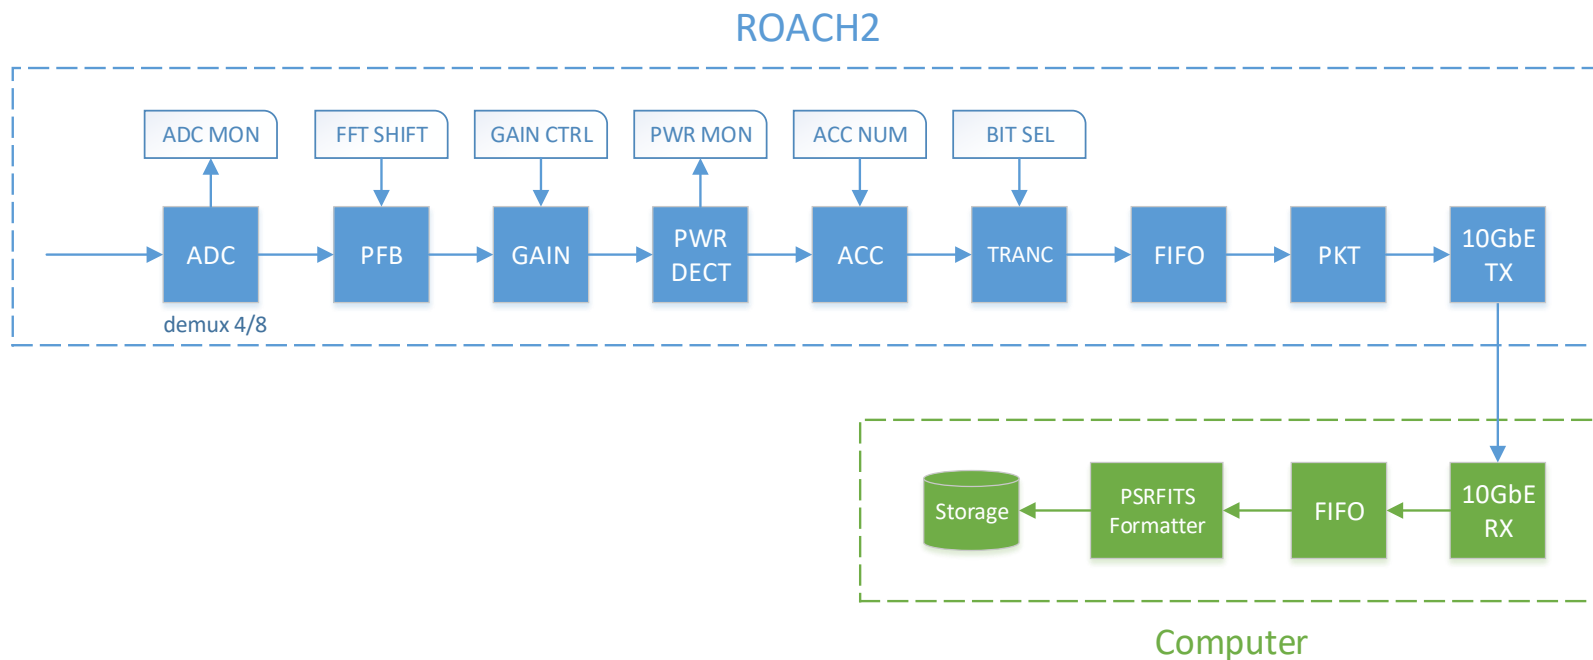 ROACH2
ADC MON
FFT SHIFT
GAIN CTRL
PWR MON
ACC NUM
BIT SEL
ADC
PFB
GAIN
PWR
DECT
ACC
TRANC
FIFO
PKT
10GbE
TX
demux 4/8
Storage
PSRFITS
Formatter
FIFO
10GbE
RX
Computer